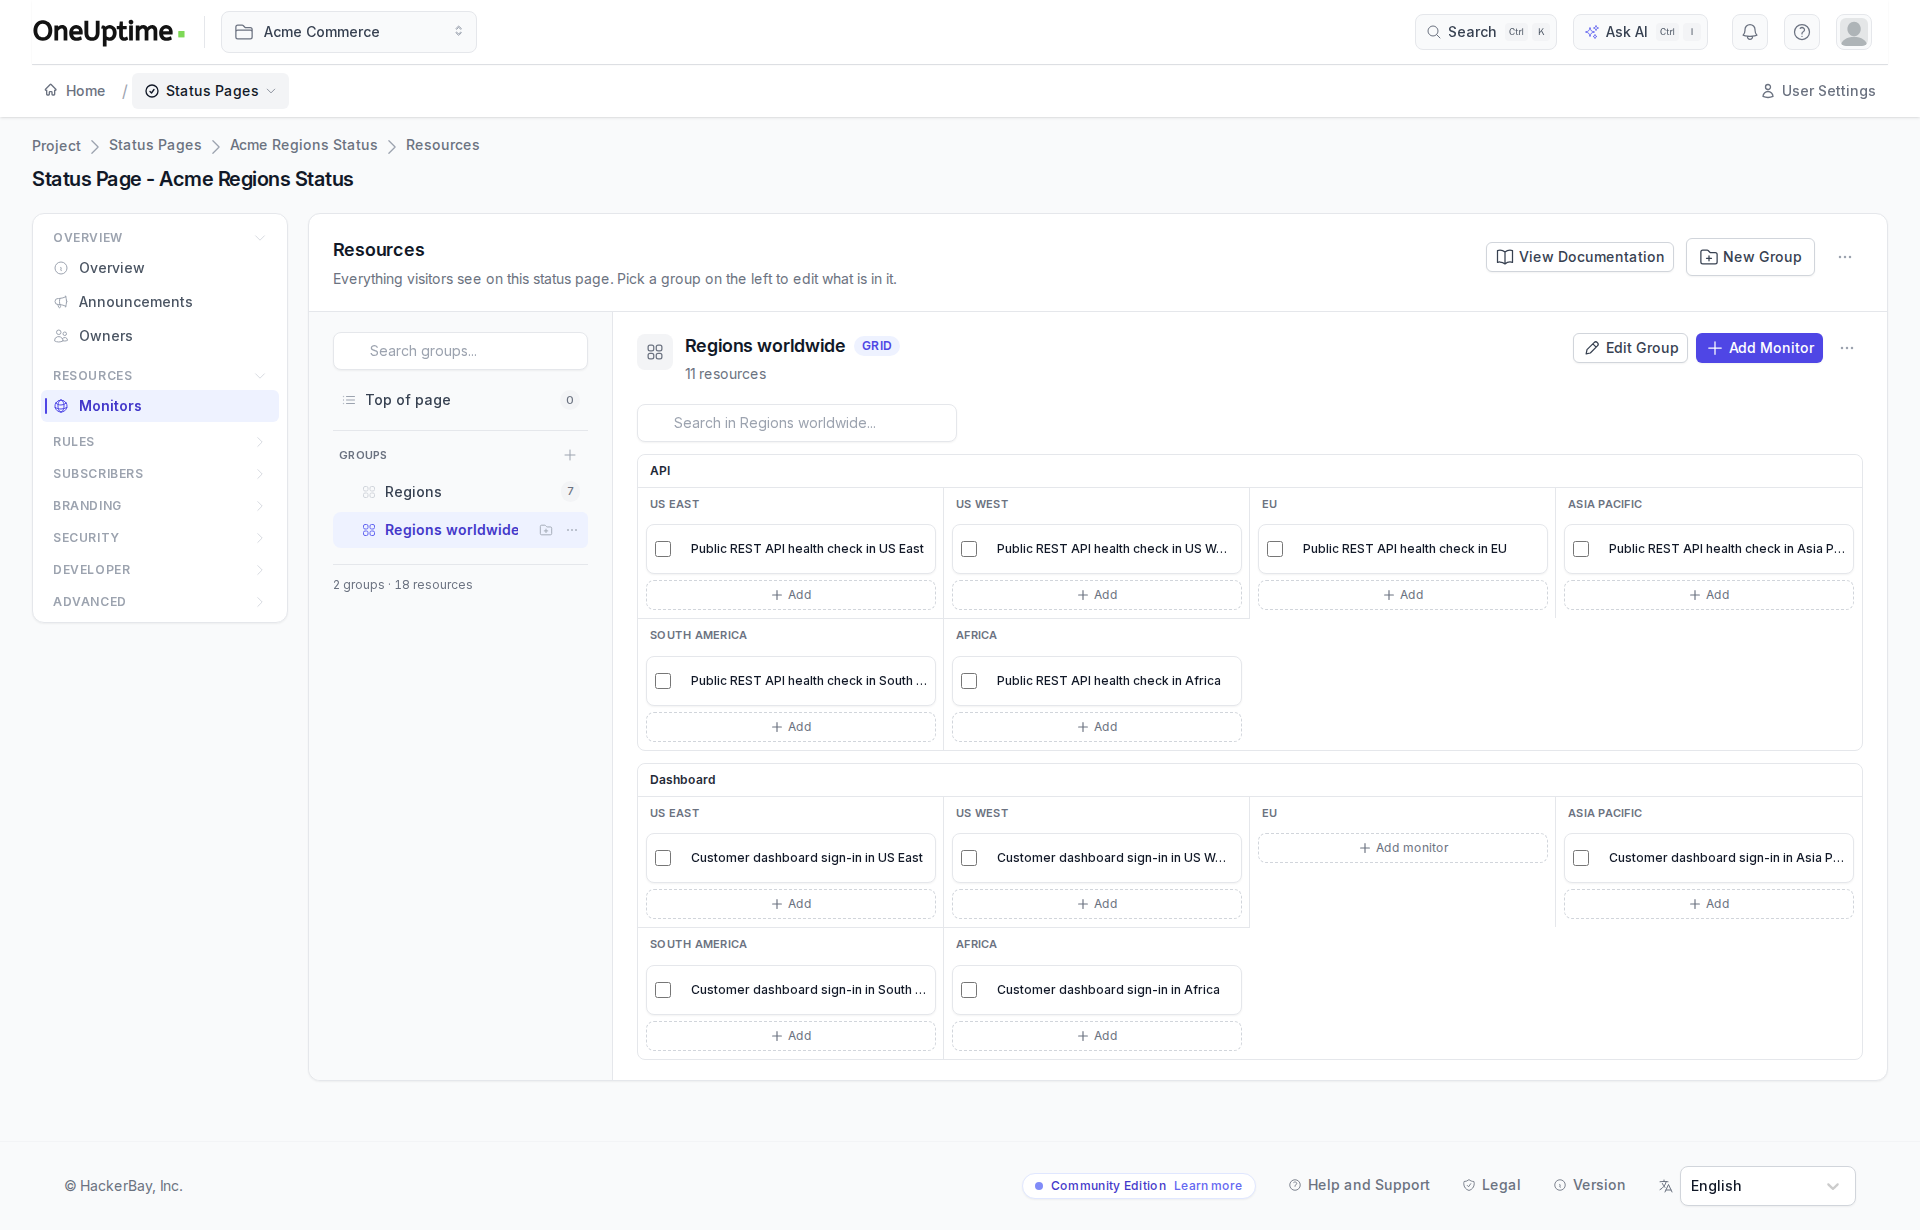 OneUptime
Acme Commerce
Search Ctrl K
Ask AI Ctrl I
Home / Status Pages
User Settings
Project > Status Pages > Acme Regions Status > Resources
Status Page - Acme Regions Status
OVERVIEW
Overview
Announcements
Owners
RESOURCES
Monitors
RULES
SUBSCRIBERS
BRANDING
SECURITY
DEVELOPER
ADVANCED
Resources
Everything visitors see on this status page. Pick a group on the left to edit what is in it.
View Documentation
New Group
Search groups...
Top of page 0
GROUPS
Regions 7
Regions worldwide
2 groups · 18 resources
Regions worldwide GRID
11 resources
Edit Group
Add Monitor
Search in Regions worldwide...
API
US EAST US WEST EU ASIA PACIFIC
Public REST API health check in US East Public REST API health check in US W... Public REST API health check in EU Public REST API health check in Asia P...
Add Add Add Add
SOUTH AMERICA AFRICA
Public REST API health check in South ... Public REST API health check in Africa
Add Add
Dashboard
US EAST US WEST EU ASIA PACIFIC
Customer dashboard sign-in in US East Customer dashboard sign-in in US W... Add monitor Customer dashboard sign-in in Asia P...
Add Add Add
SOUTH AMERICA AFRICA
Customer dashboard sign-in in South ... Customer dashboard sign-in in Africa
Add Add
© HackerBay, Inc.
Community Edition Learn more
Help and Support
Legal
Version
English